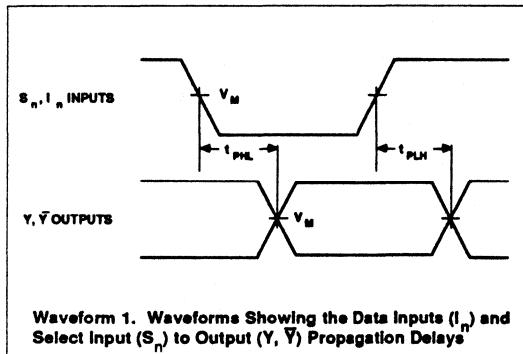 Sn, In INPUTS
VM
tPHL
tPLH
Y, Ȳ OUTPUTS
VM
Waveform 1. Waveforms Showing the Data Inputs (In) and
Select Input (Sn) to Output (Y, Ȳ) Propagation Delays